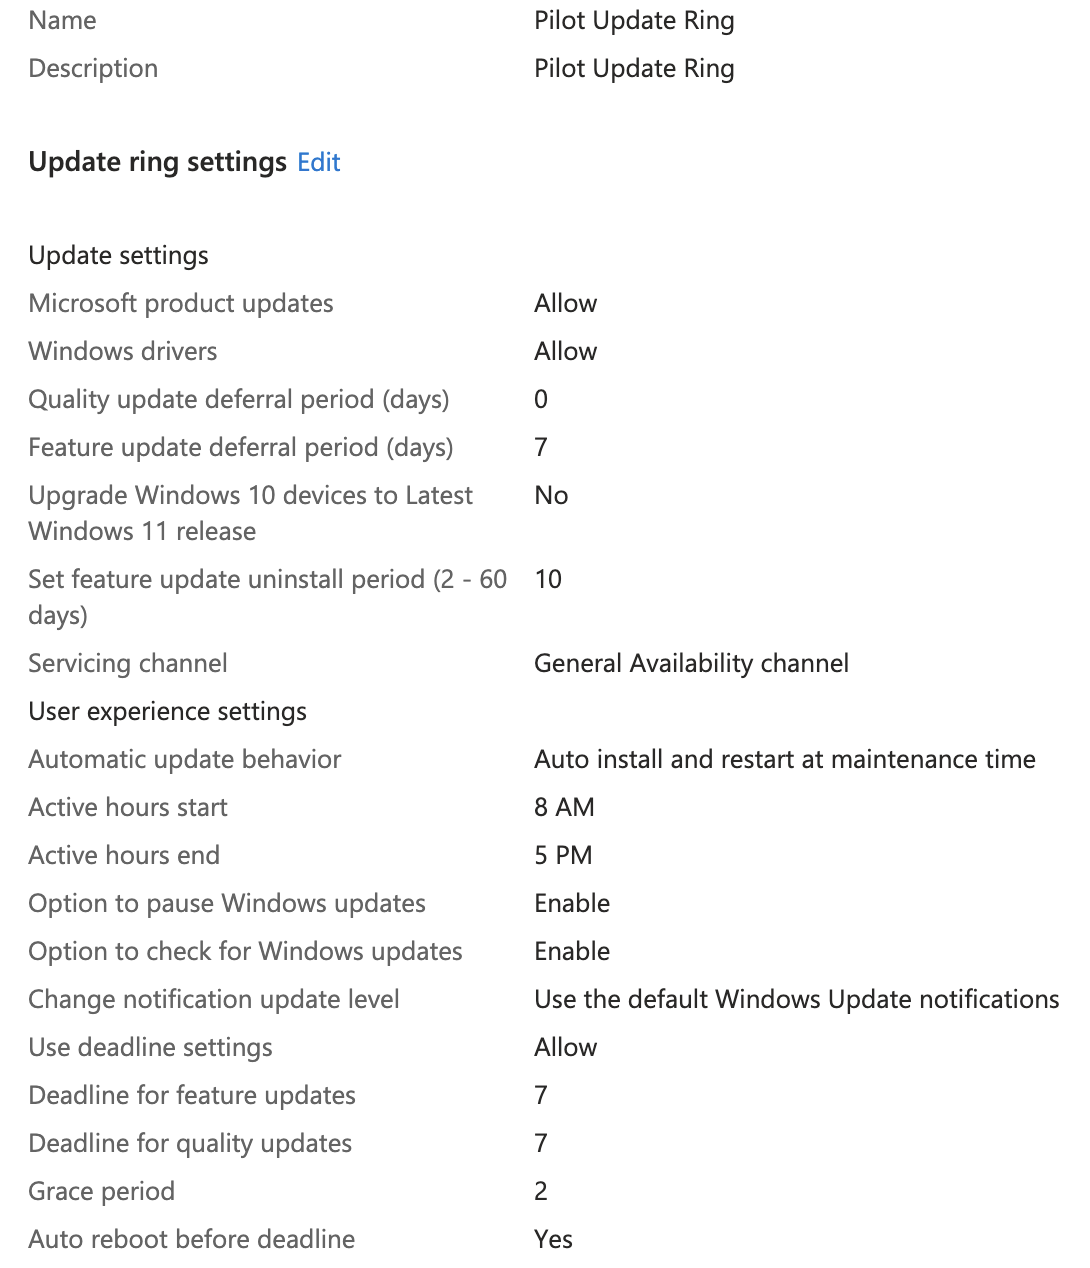 Name Pilot Update Ring
Description Pilot Update Ring
Update ring settings Edit
Update settings
Microsoft product updates Allow
Windows drivers Allow
Quality update deferral period (days) 0
Feature update deferral period (days) 7
Upgrade Windows 10 devices to Latest No
Windows 11 release
Set feature update uninstall period (2 - 60 10
days)
Servicing channel General Availability channel
User experience settings
Automatic update behavior Auto install and restart at maintenance time
Active hours start 8 AM
Active hours end 5 PM
Option to pause Windows updates Enable
Option to check for Windows updates Enable
Change notification update level Use the default Windows Update notifications
Use deadline settings Allow
Deadline for feature updates 7
Deadline for quality updates 7
Grace period 2
Auto reboot before deadline Yes